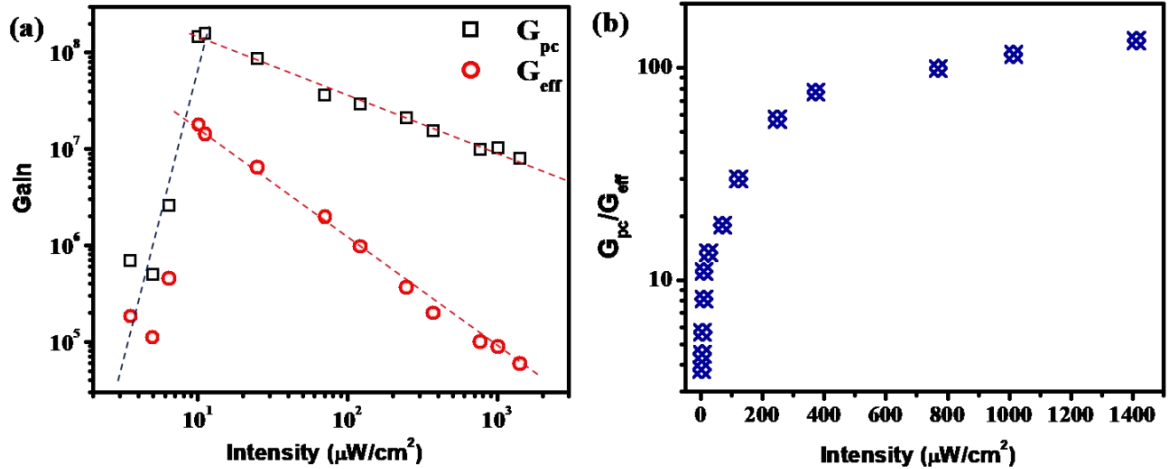 (a)
G_pc
G_eff
10^8
10^7
10^6
10^5
Gain
10^1
10^2
10^3
Intensity (μW/cm^2)
(b)
100
10
G_pc/G_eff
0 200 400 600 800 1000 1200 1400
Intensity (μW/cm^2)